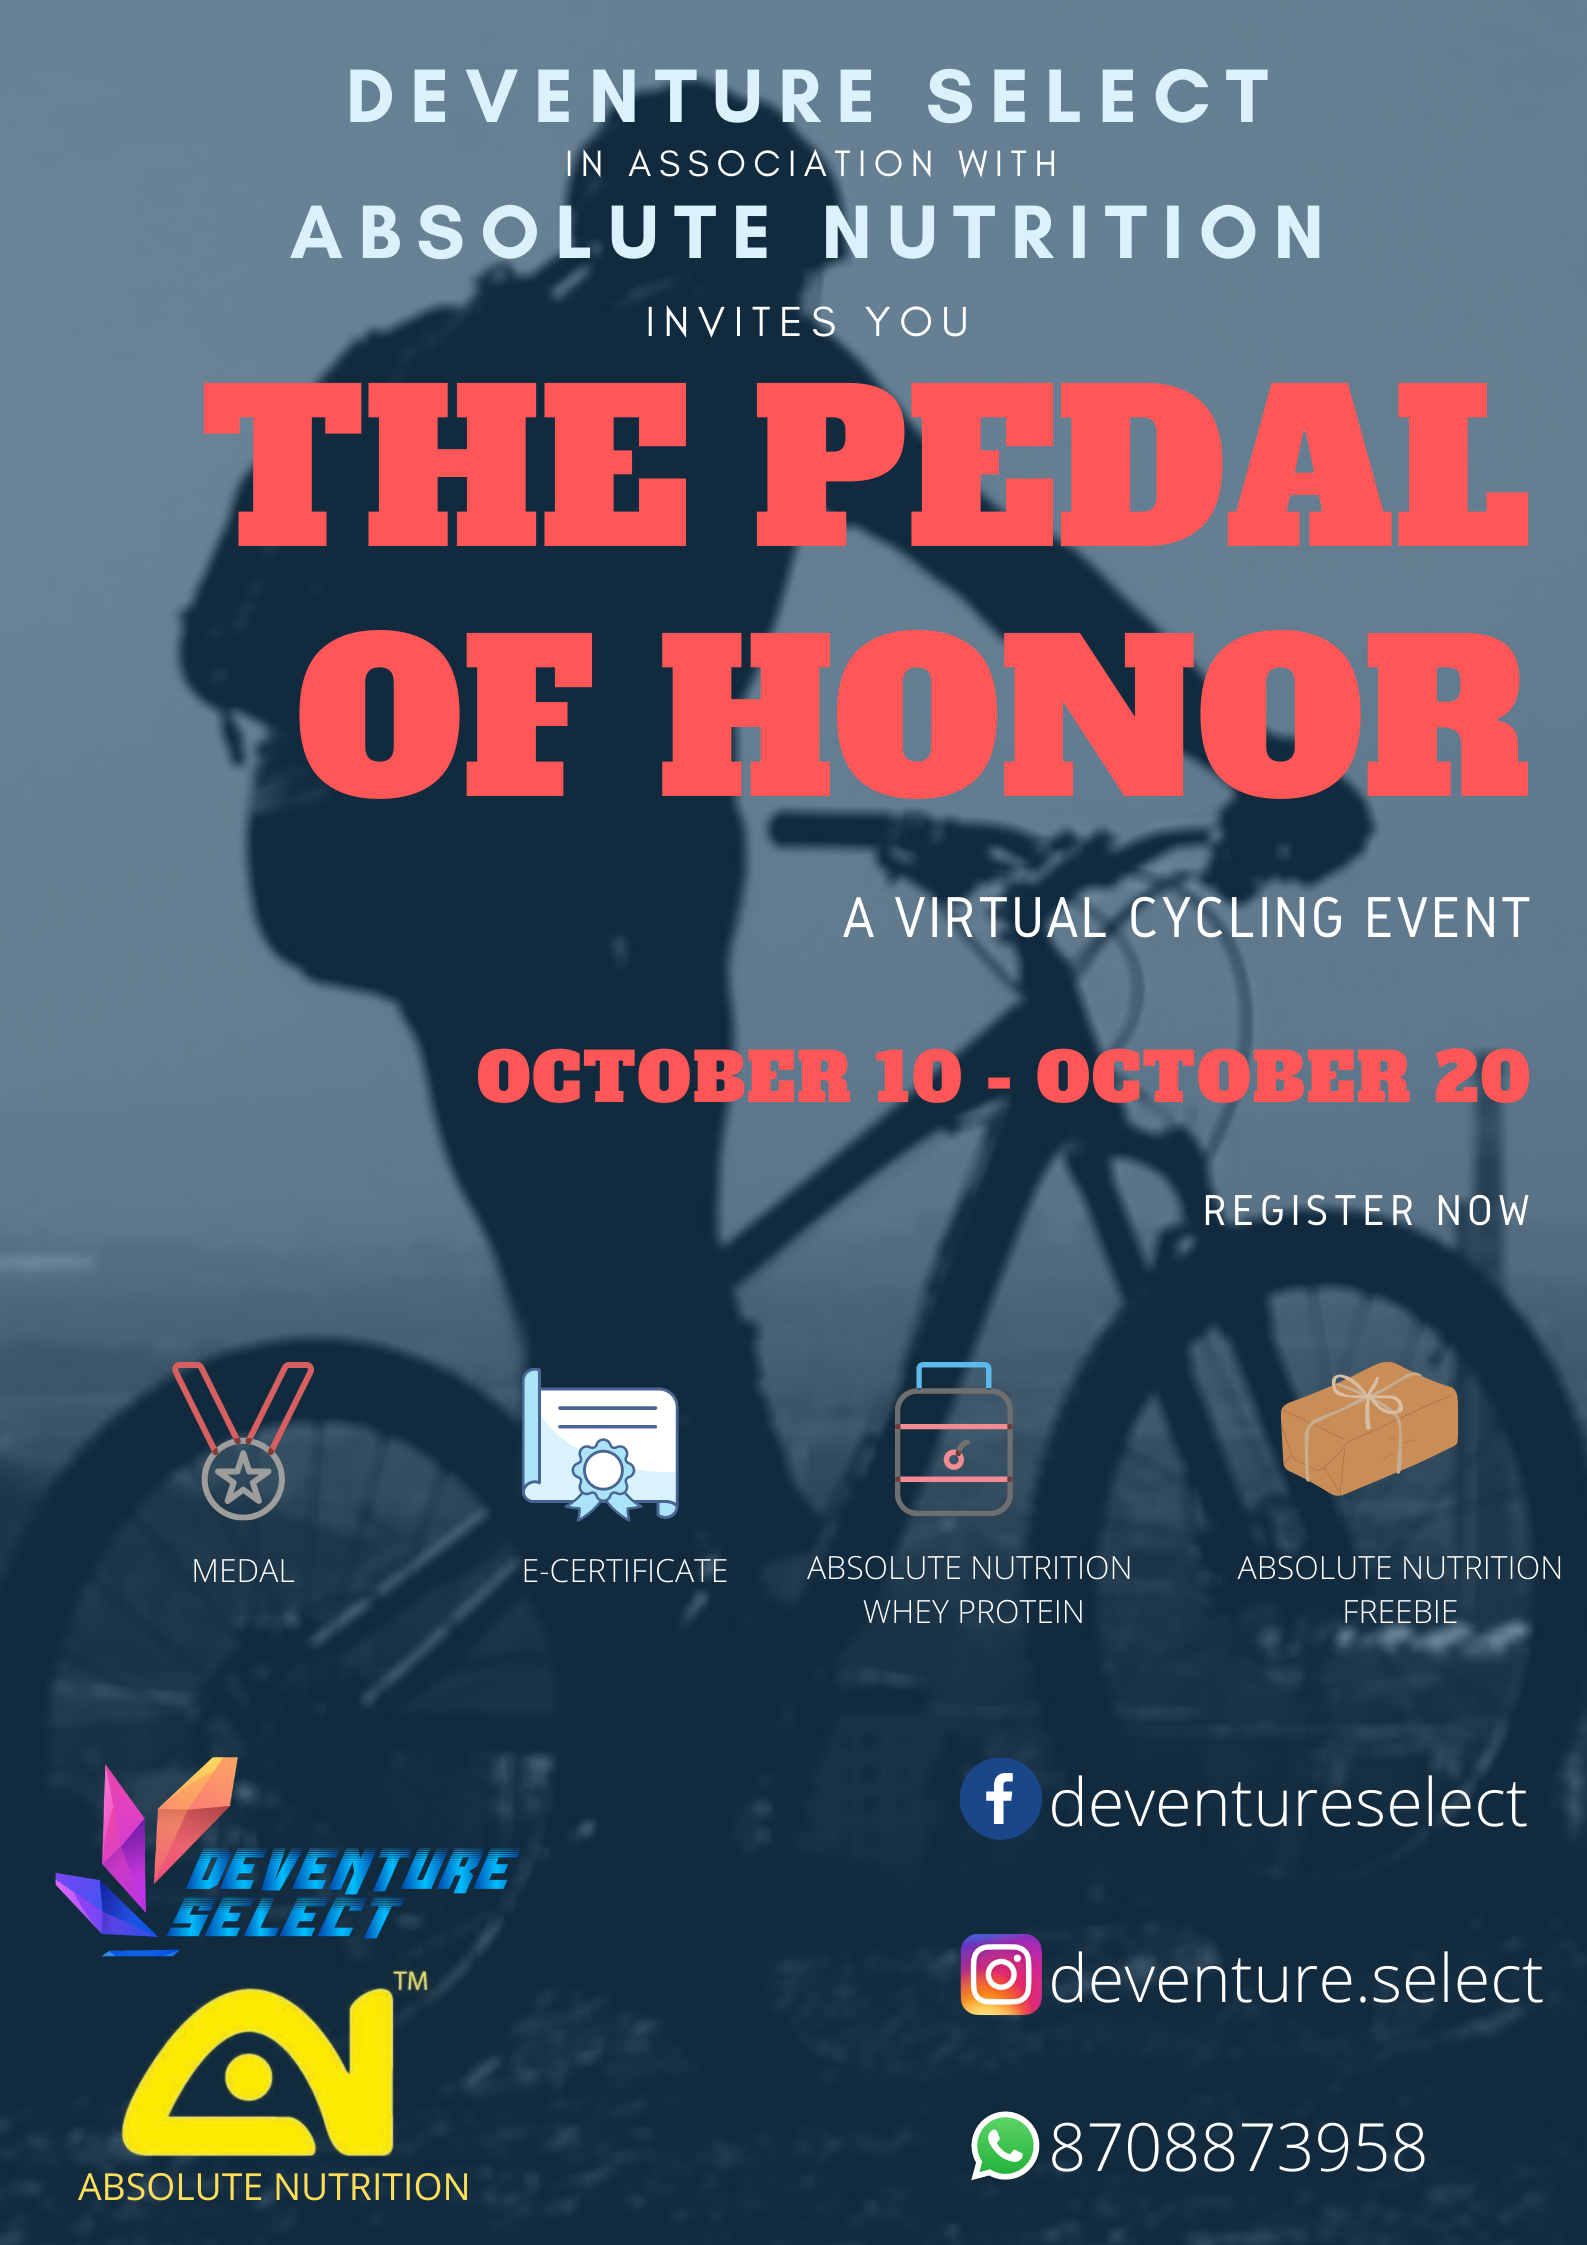 DEVENTURE SELECT
IN ASSOCIATION WITH
ABSOLUTE NUTRITION
INVITES YOU
THE PEDAL
OF HONOR
A VIRTUAL CYCLING EVENT
OCTOBER 10 - OCTOBER 20
REGISTER NOW
MEDAL
E-CERTIFICATE
ABSOLUTE NUTRITION
WHEY PROTEIN
ABSOLUTE NUTRITION
FREEBIE
DEVENTURE
SELECT
TM
ABSOLUTE NUTRITION
deventureselect
deventure.select
8708873958